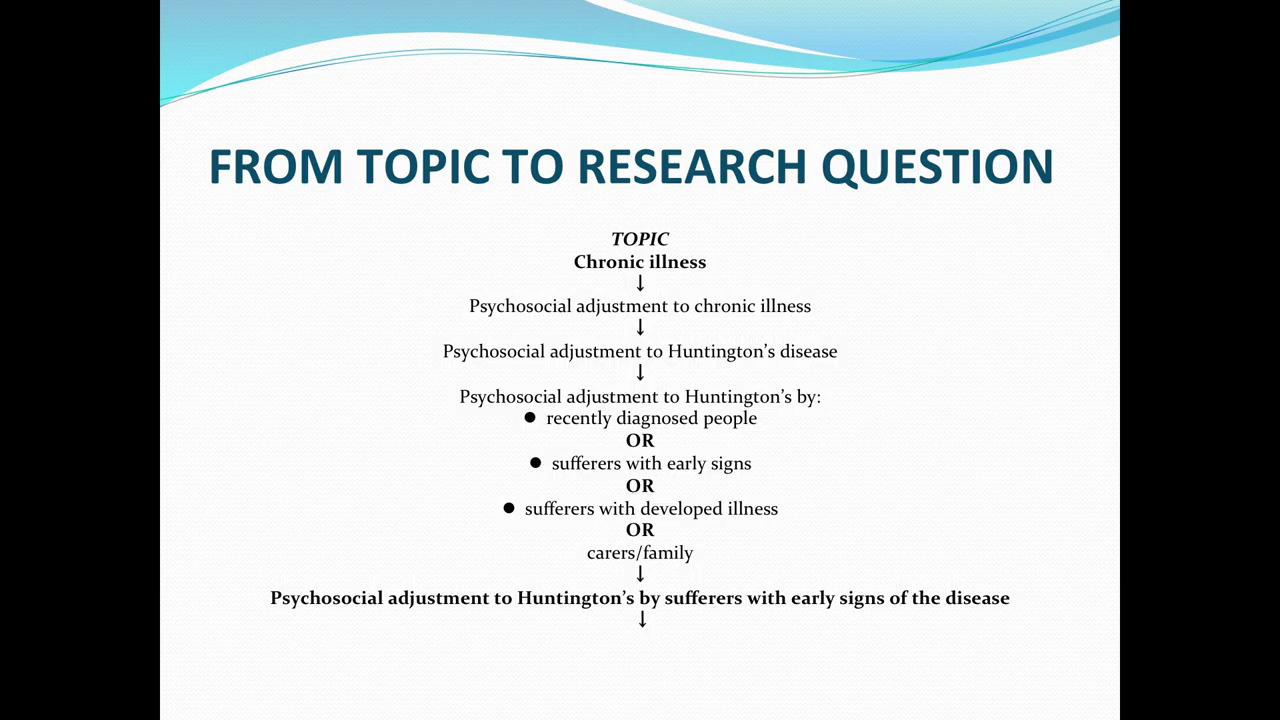 FROM TOPIC TO RESEARCH QUESTION
TOPIC
Chronic illness
↓
Psychosocial adjustment to chronic illness
↓
Psychosocial adjustment to Huntington’s disease
↓
Psychosocial adjustment to Huntington’s by:
● recently diagnosed people
OR
● sufferers with early signs
OR
● sufferers with developed illness
OR
carers/family
↓
Psychosocial adjustment to Huntington’s by sufferers with early signs of the disease
↓